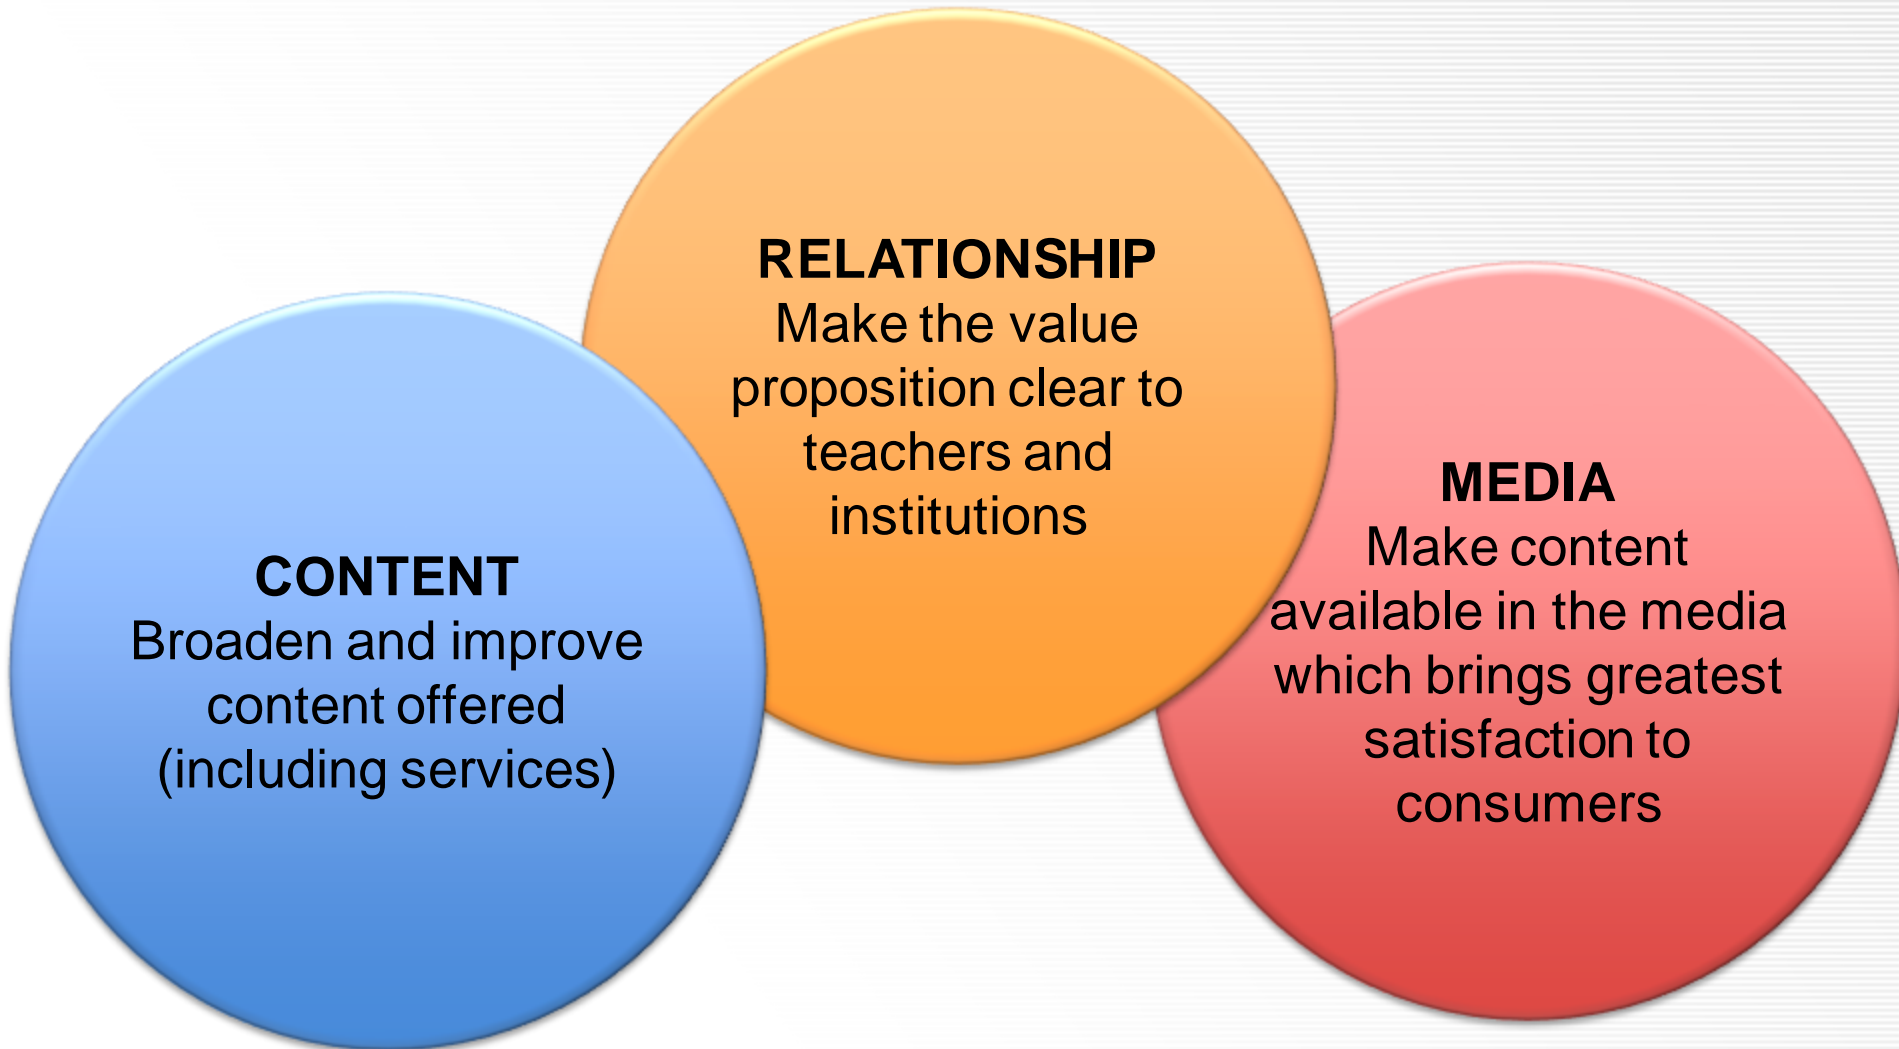 CONTENT
Broaden and improve
content offered
(including services)
RELATIONSHIP
Make the value
proposition clear to
teachers and
institutions
MEDIA
Make content
available in the media
which brings greatest
satisfaction to
consumers